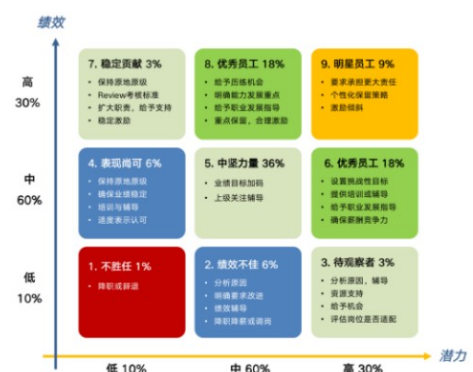 绩效
高
30%
中
60%
低
10%
7. 稳定贡献 3%
• 保持原地原级
• Review考核标准
• 扩大职责，给予支持
• 稳定激励
8. 优秀员工 18%
• 给予历练机会
• 明确能力发展重点
• 给予职业发展指导
• 重点保留，合理激励
9. 明星员工 9%
• 要求承担更大责任
• 个性化保留策略
• 激励倾斜
4. 表现尚可 6%
• 保持原地原级
• 确保业绩稳定
• 培训与辅导
• 适度表示认可
5. 中坚力量 36%
• 业绩目标加码
• 上级关注辅导
6. 优秀员工 18%
• 设置挑战性目标
• 提供培训或辅导
• 给予职业发展指导
• 确保薪酬竞争力
1. 不胜任 1%
• 降职或辞退
2. 绩效不佳 6%
• 分析原因
• 明确要求改进
• 绩效辅导
• 降职降薪或调岗
3. 待观察者 3%
• 分析原因，辅导
• 资源支持
• 给予机会
• 评估岗位是否适配
低 10%
中 60%
高 30%
潜力